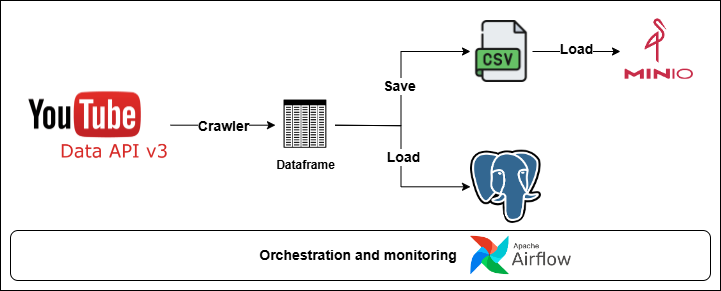 YouTube
Data API v3
Crawler
Dataframe
Save
Load
CSV
Load
MINIO
Orchestration and monitoring
Apache
Airflow